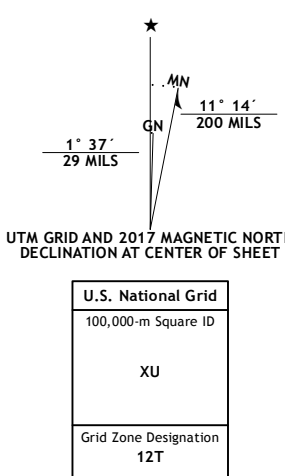 ★
MN
11° 14´
200 MILS
GN
1° 37´
29 MILS
UTM GRID AND 2017 MAGNETIC NORT
DECLINATION AT CENTER OF SHEET
U.S. National Grid
100,000-m Square ID
XU
Grid Zone Designation
12T